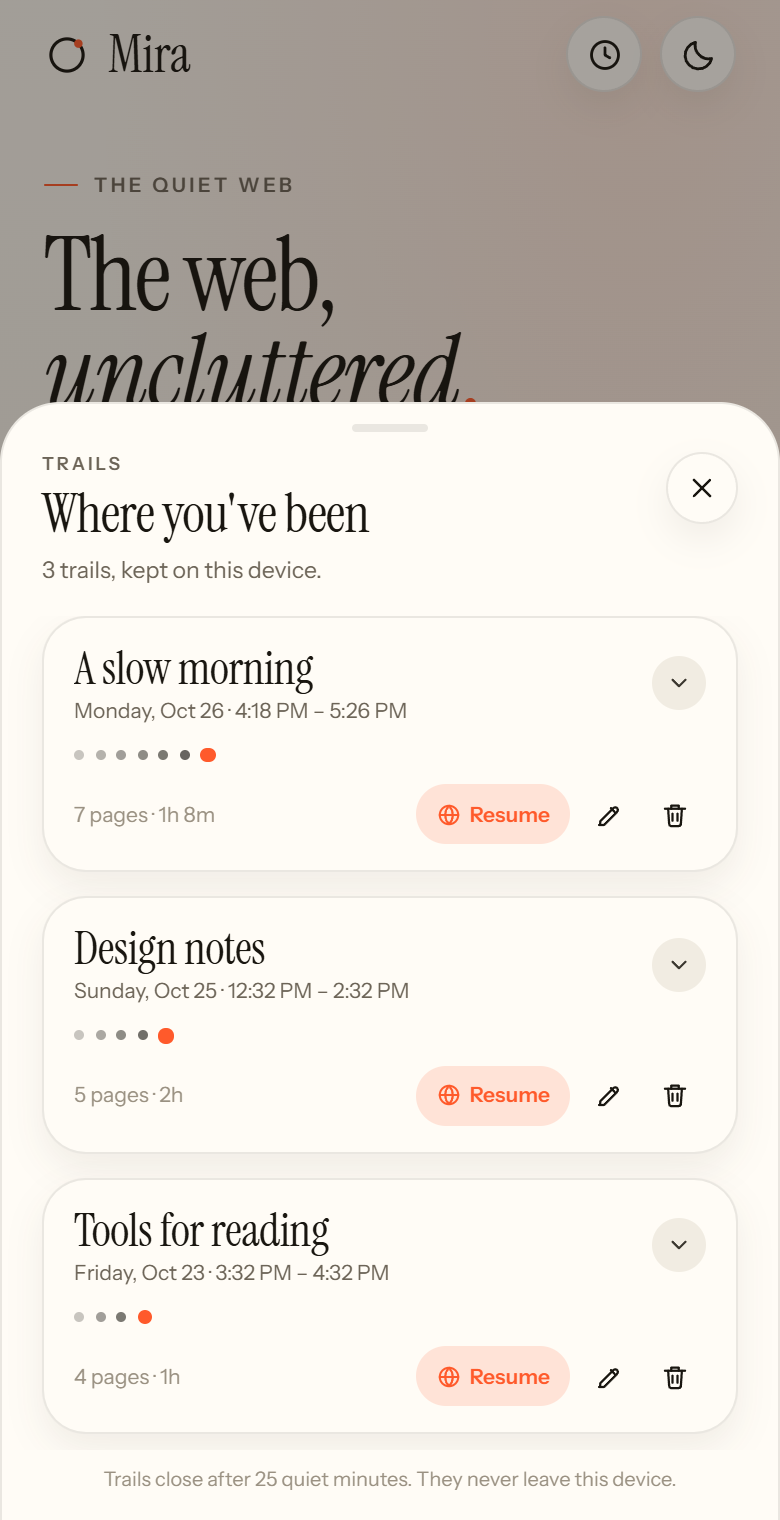 Mira
THE QUIET WEB
The web,
uncluttered.
TRAILS
Where you've been
3 trails, kept on this device.
A slow morning
Monday, Oct 26 · 4:18 PM – 5:26 PM
7 pages · 1h 8m
Resume
Design notes
Sunday, Oct 25 · 12:32 PM – 2:32 PM
5 pages · 2h
Resume
Tools for reading
Friday, Oct 23 · 3:32 PM – 4:32 PM
4 pages · 1h
Resume
Trails close after 25 quiet minutes. They never leave this device.